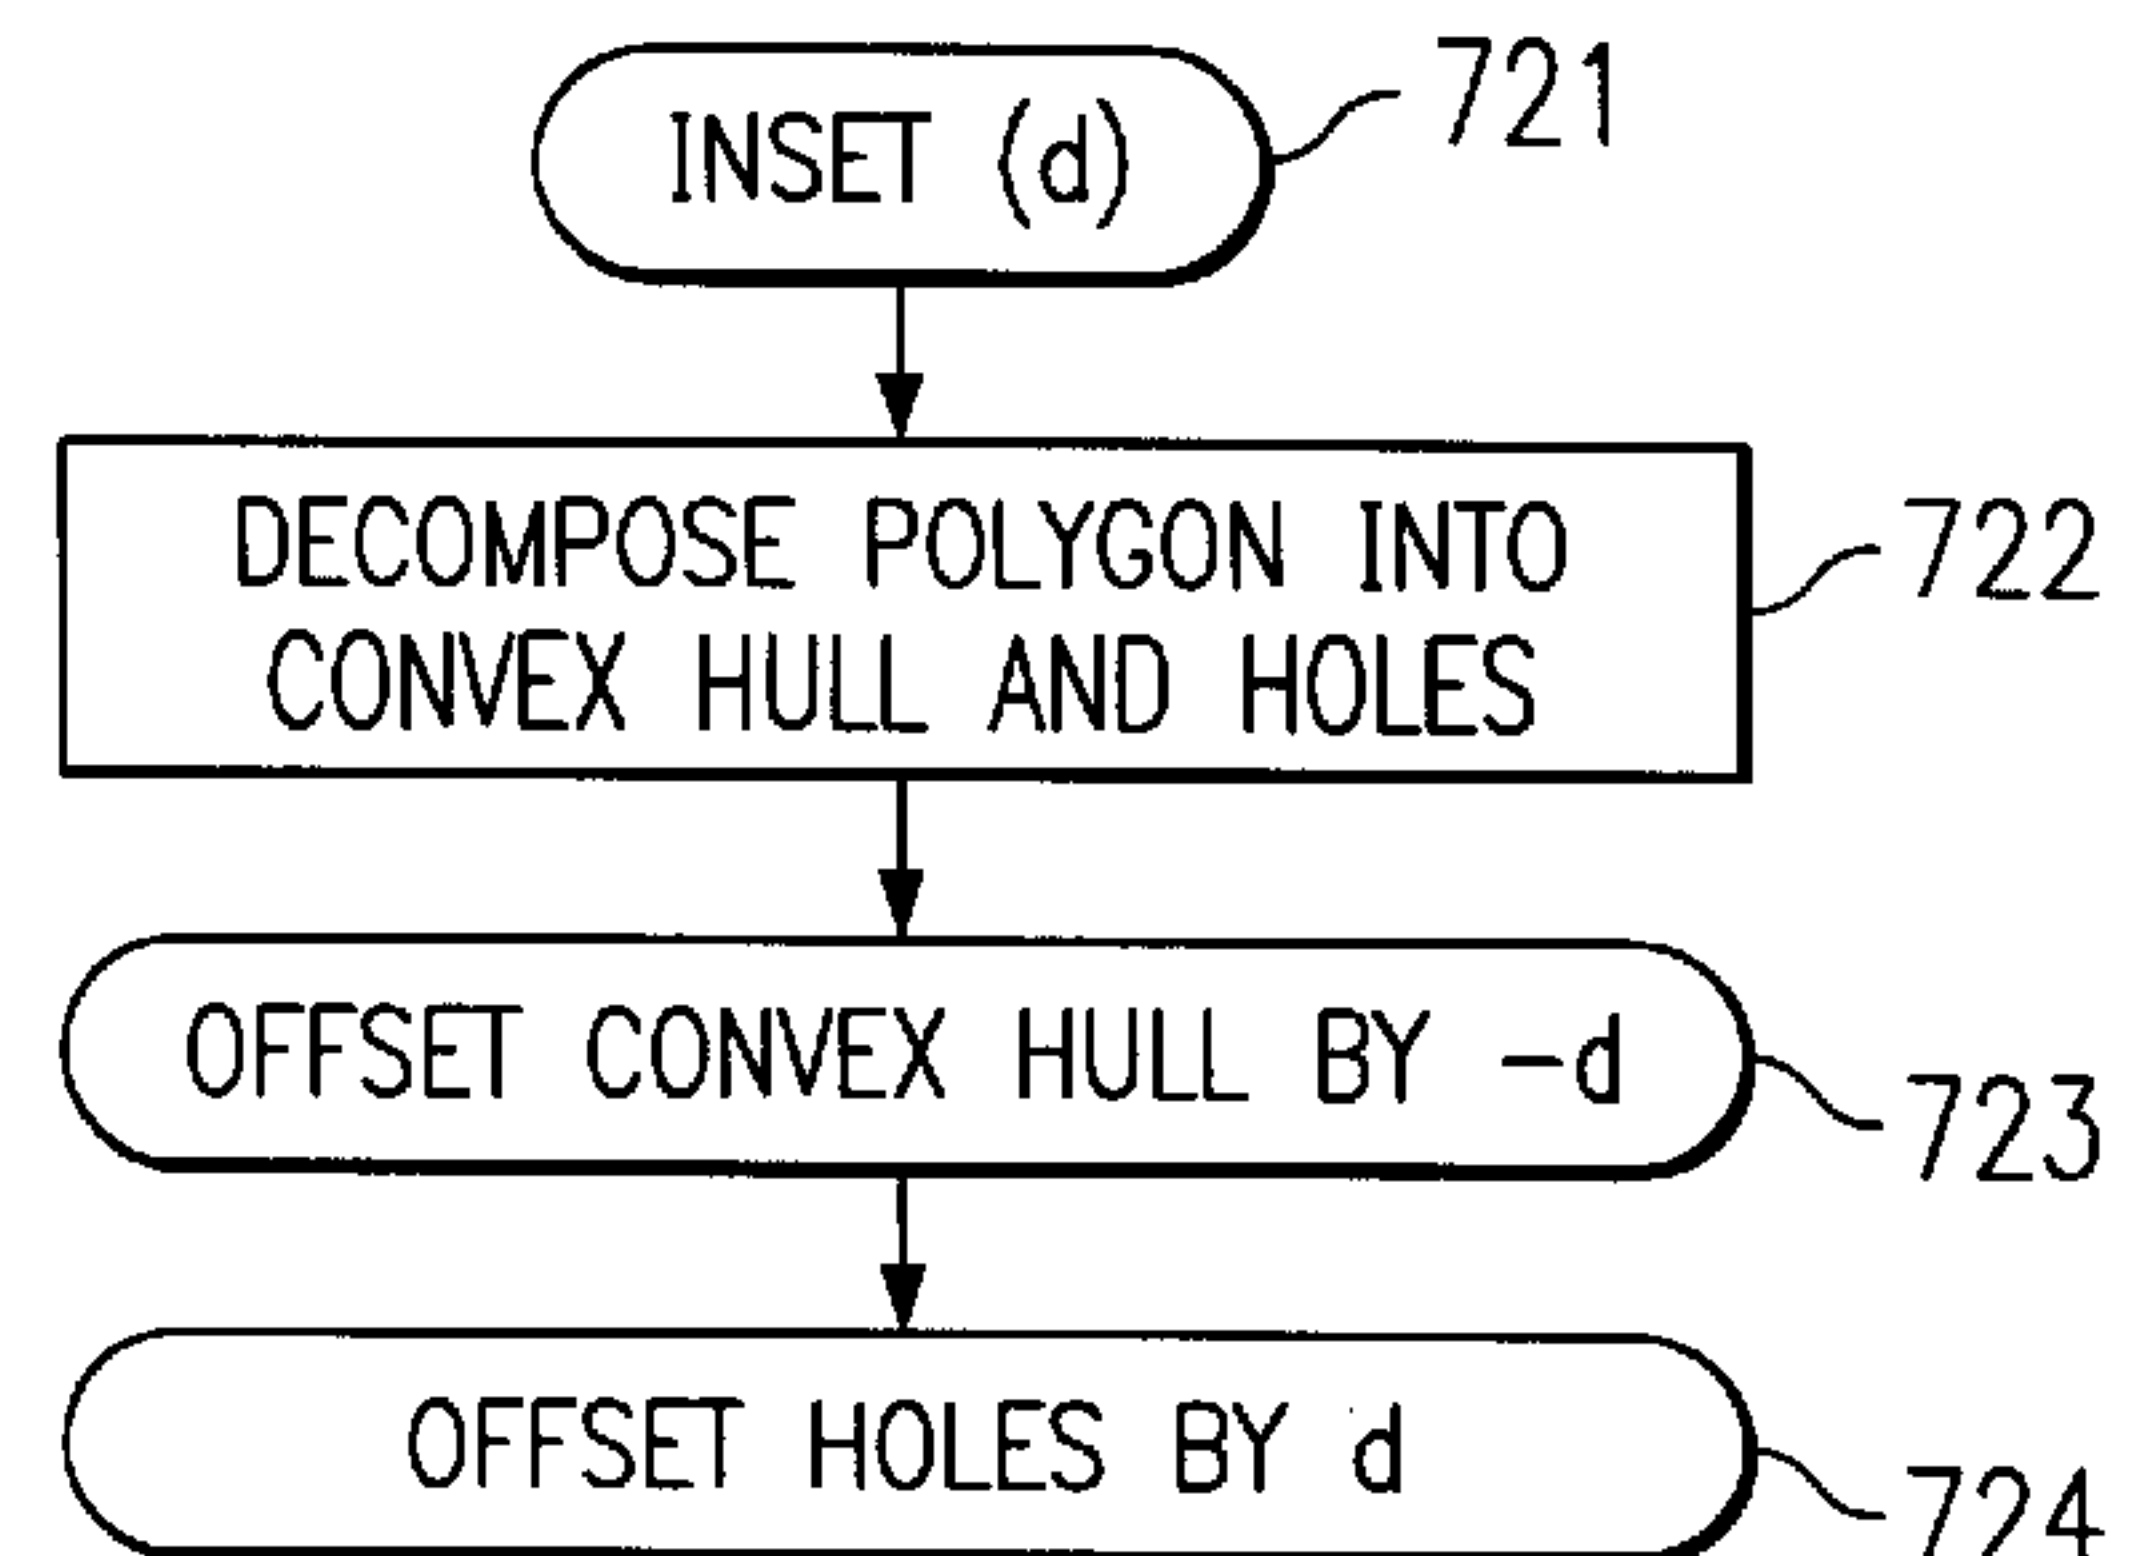 INSET (d)
721
DECOMPOSE POLYGON INTO
CONVEX HULL AND HOLES
722
OFFSET CONVEX HULL BY -d
723
OFFSET HOLES BY d
724